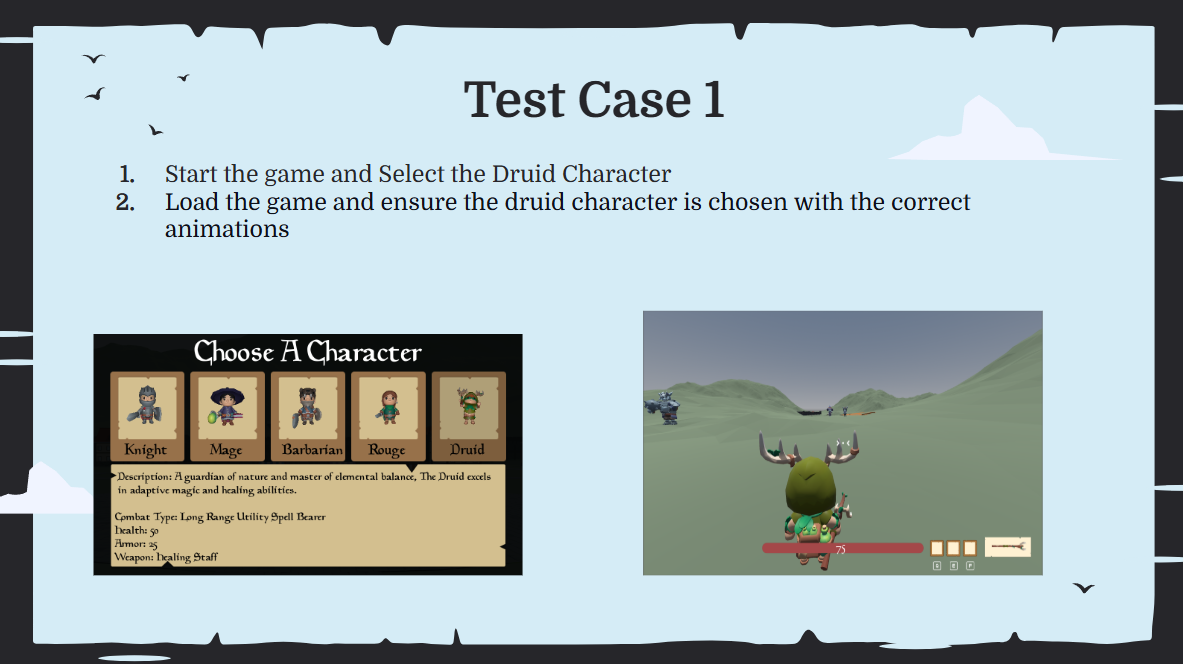 Test Case 1
1. Start the game and Select the Druid Character
2. Load the game and ensure the druid character is chosen with the correct
animations
Choose A Character
Knight Mage Barbarian Rouge Druid
Description: A guardian of nature and master of elemental balance, The Druid excels
in adaptive magic and healing abilities.
Combat Type: Long Range Utility Spell Bearer
Health: 50
Armor: 25
Weapon: Healing Staff
75